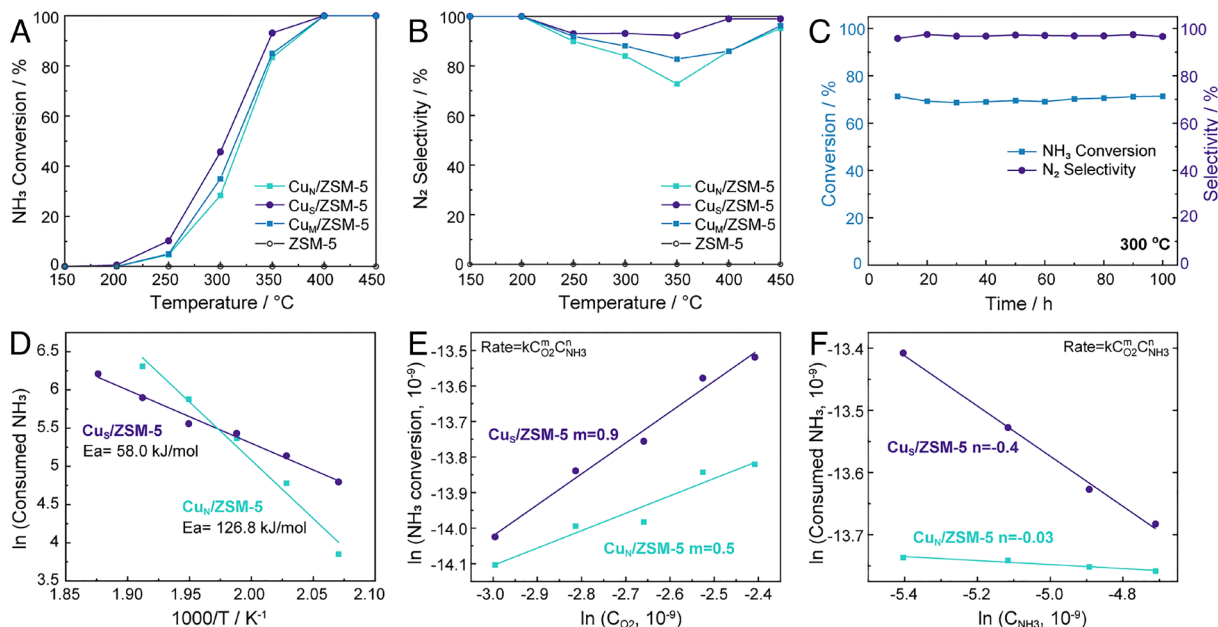 A
NH₃ Conversion / %
100
80
60
40
20
0
150 200 250 300 350 400 450
Temperature / °C
Cu_N/ZSM-5
Cu_S/ZSM-5
Cu_M/ZSM-5
ZSM-5
B
N₂ Selectivity / %
100
80
60
40
20
0
150 200 250 300 350 400 450
Temperature / °C
Cu_N/ZSM-5
Cu_S/ZSM-5
Cu_M/ZSM-5
ZSM-5
C
Conversion / %
100
80
60
40
20
0
0 20 40 60 80 100
Time / h
NH₃ Conversion
N₂ Selectivity
300 °C
Selectivity / %
100
80
60
40
20
0
D
ln (Consumed NH₃)
6.5
6.0
5.5
5.0
4.5
4.0
3.5
1.85 1.90 1.95 2.00 2.05 2.10
1000/T / K⁻¹
Cu_S/ZSM-5
Ea= 58.0 kJ/mol
Cu_N/ZSM-5
Ea= 126.8 kJ/mol
E
ln (NH₃ conversion, 10⁻⁹)
-13.5
-13.6
-13.7
-13.8
-13.9
-14.0
-14.1
-3.0 -2.9 -2.8 -2.7 -2.6 -2.5 -2.4
ln (C_O2, 10⁻⁹)
Rate=kC^m_O2C^n_NH3
Cu_S/ZSM-5 m=0.9
Cu_N/ZSM-5 m=0.5
F
ln (Consumed NH₃, 10⁻⁹)
-13.4
-13.5
-13.6
-13.7
-5.4 -5.2 -5.0 -4.8
ln (C_NH3, 10⁻⁹)
Rate=kC^m_O2C^n_NH3
Cu_S/ZSM-5 n=-0.4
Cu_N/ZSM-5 n=-0.03